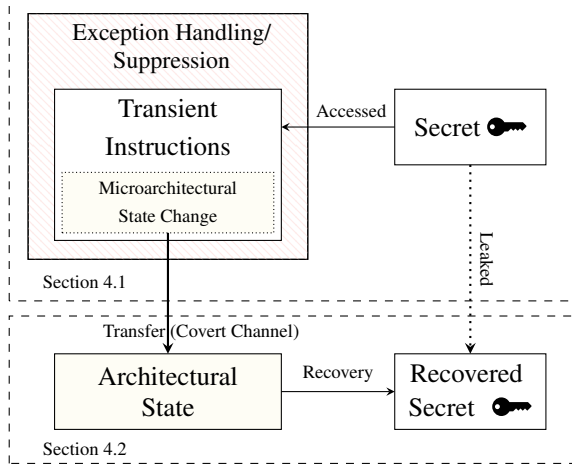 Exception Handling/
Suppression
Transient
Instructions
Microarchitectural
State Change
Accessed
Secret
Leaked
Section 4.1
Transfer (Covert Channel)
Architectural
State
Recovery
Recovered
Secret
Section 4.2